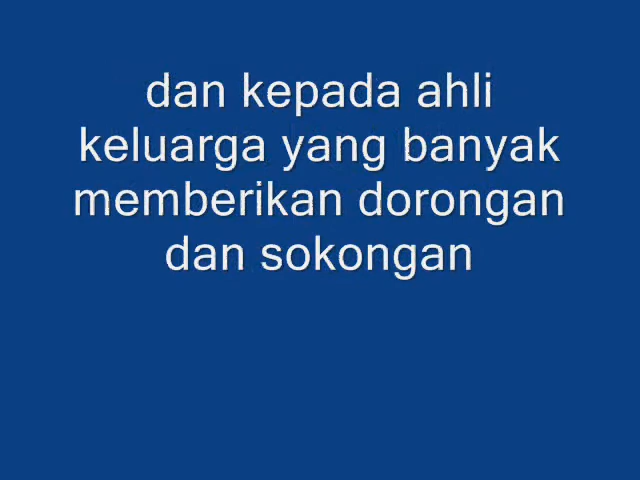 dan kepada ahli
keluarga yang banyak
memberikan dorongan
dan sokongan